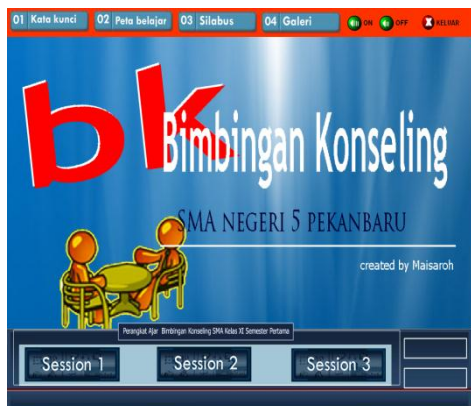 01 Kata kunci 02 Peta belajar 03 Silabus 04 Galeri ON OFF X KELUAR
bk
Bimbingan Konseling
SMA NEGERI 5 PEKANBARU
created by Maisaroh
Perangkat Ajar Bimbingan Konseling SMA Kelas XI Semester Pertama
Session 1 Session 2 Session 3